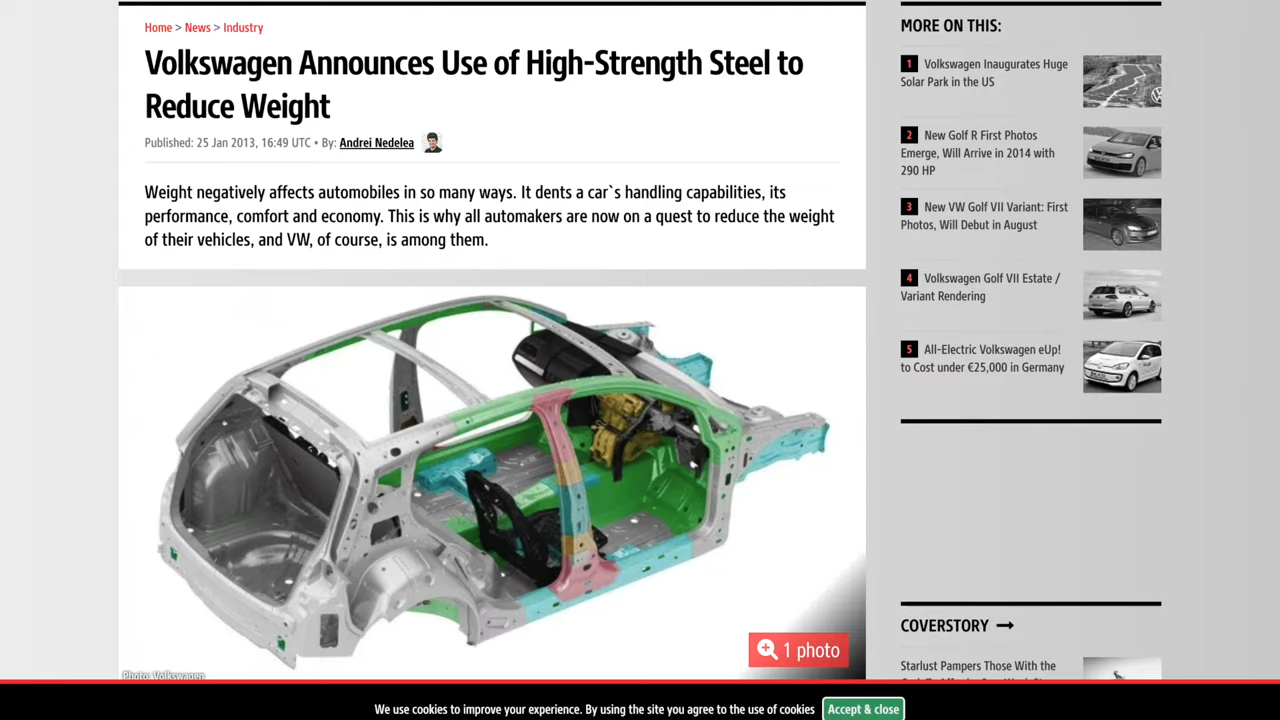 Home > News > Industry
Volkswagen Announces Use of High-Strength Steel to
Reduce Weight
Published: 25 Jan 2013, 16:49 UTC • By: Andrei Nedelea
Weight negatively affects automobiles in so many ways. It dents a car`s handling capabilities, its
performance, comfort and economy. This is why all automakers are now on a quest to reduce the weight
of their vehicles, and VW, of course, is among them.
1 photo
Photo: Volkswagen
MORE ON THIS:
1 Volkswagen Inaugurates Huge
Solar Park in the US
2 New Golf R First Photos
Emerge, Will Arrive in 2014 with
290 HP
3 New VW Golf VII Variant: First
Photos, Will Debut in August
4 Volkswagen Golf VII Estate /
Variant Rendering
5 All-Electric Volkswagen eUp!
to Cost under €25,000 in Germany
COVERSTORY →
Starlust Pampers Those With the
We use cookies to improve your experience. By using the site you agree to the use of cookies
Accept & close